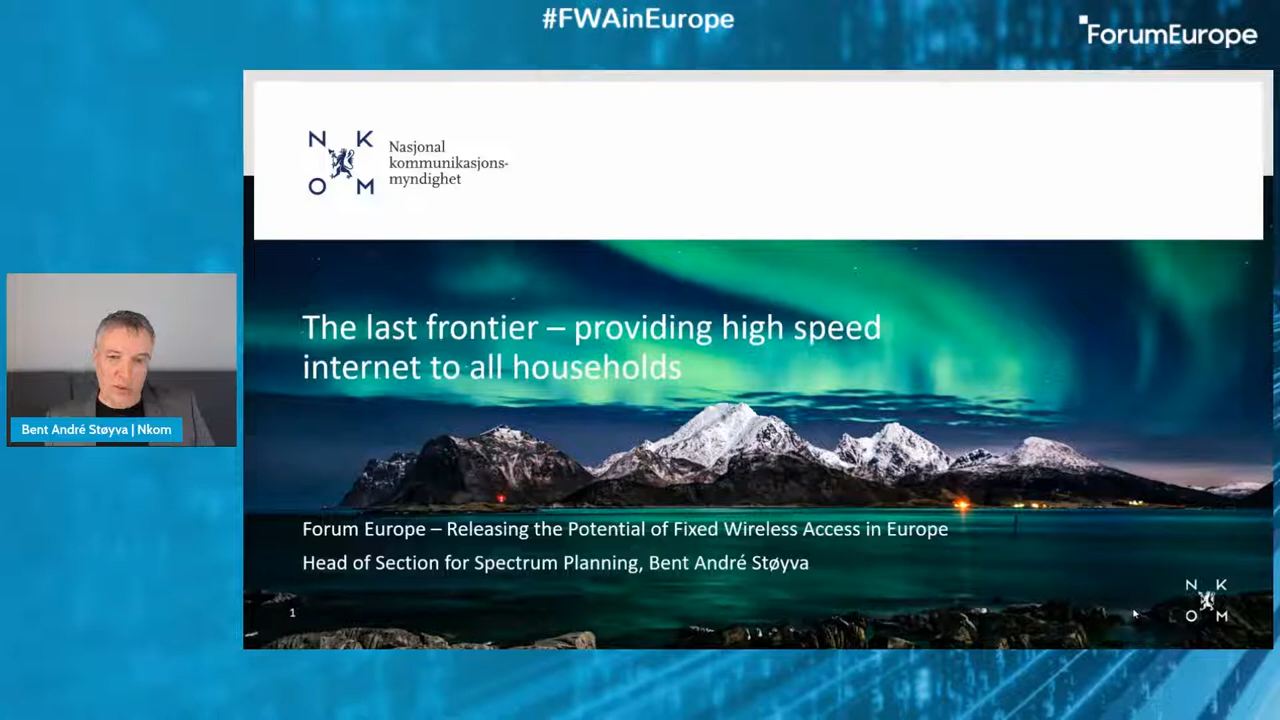 #FWAinEurope
ForumEurope
N K
O M
Nasjonal
kommunikasjons-
myndighet
The last frontier – providing high speed
internet to all households
Bent André Støyva | Nkom
Forum Europe – Releasing the Potential of Fixed Wireless Access in Europe
Head of Section for Spectrum Planning, Bent André Støyva
1
N K
O M